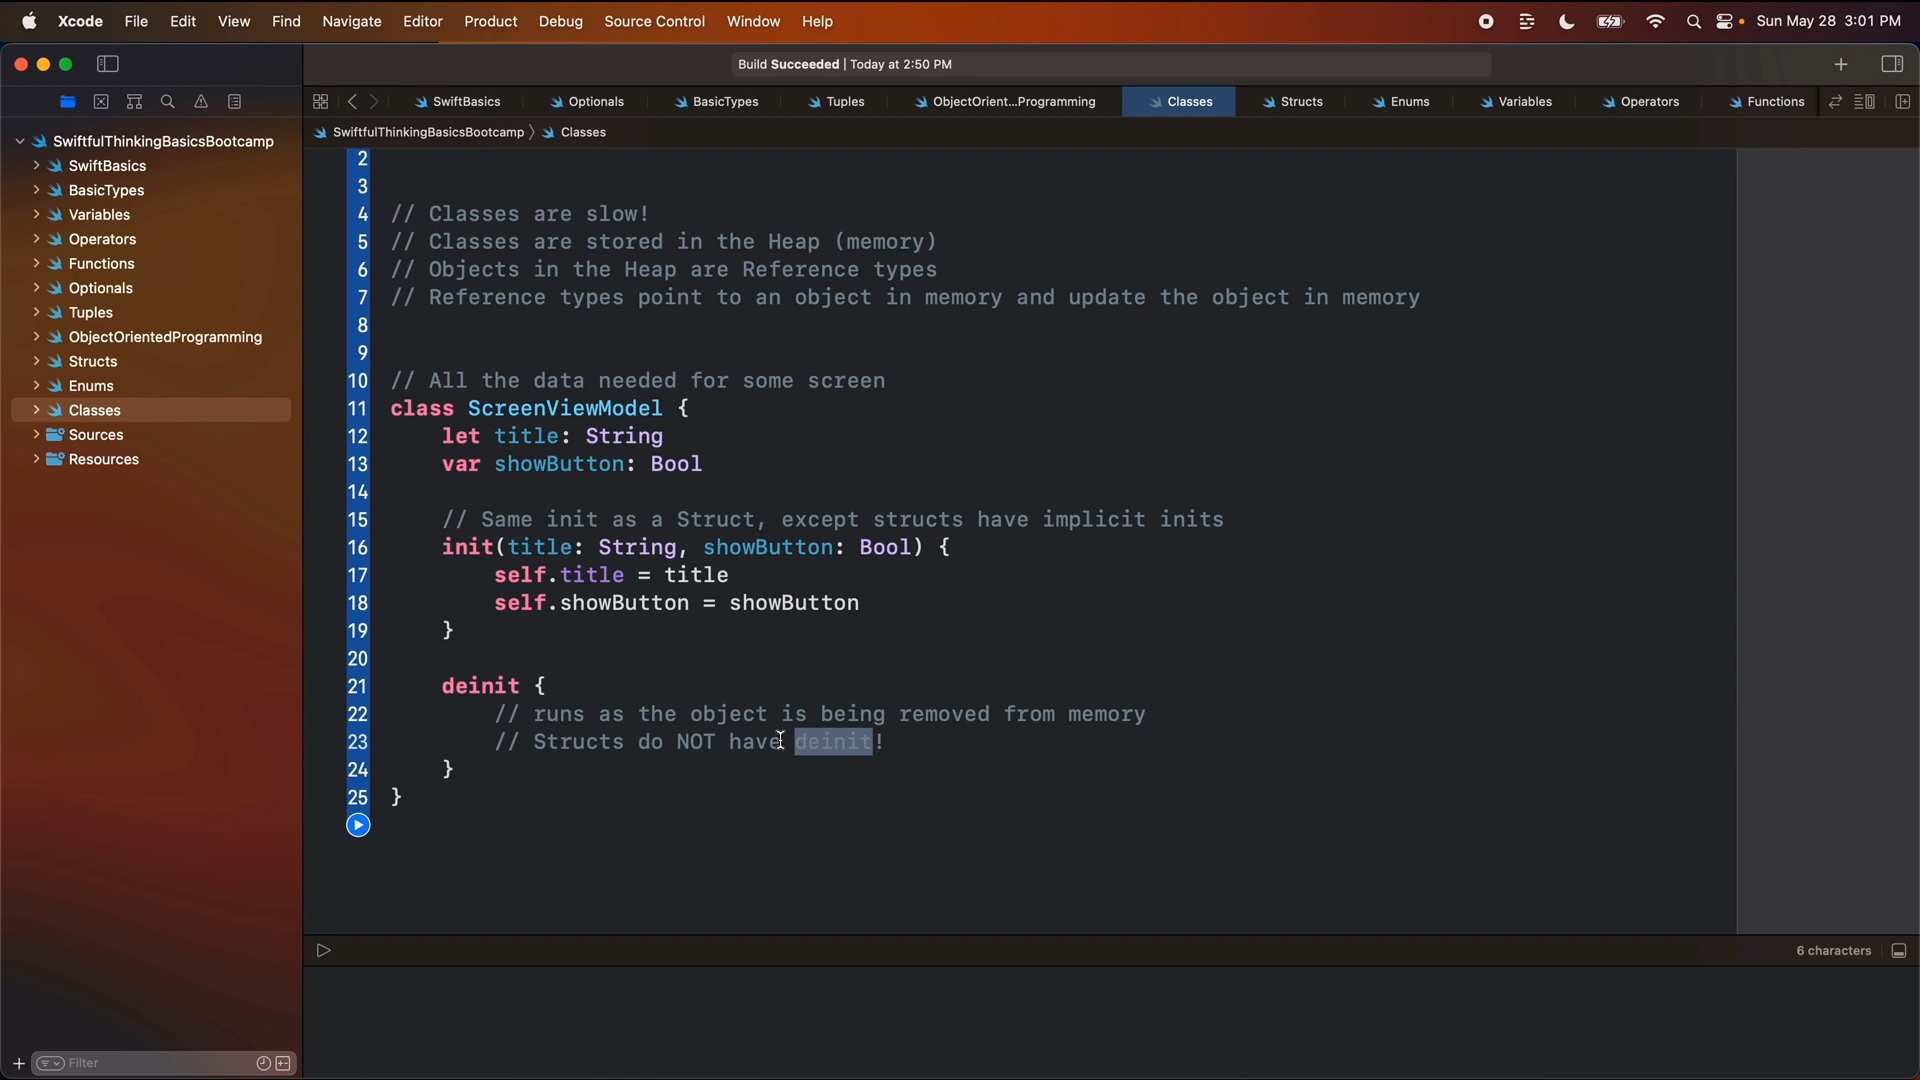 Xcode File Edit View Find Navigate Editor Product Debug Source Control Window Help Sun May 28 3:01 PM
Build Succeeded | Today at 2:50 PM
SwiftBasics Optionals BasicTypes Tuples ObjectOrient...Programming Classes Structs Enums Variables Operators Functions
SwiftfulThinkingBasicsBootcamp Classes
SwiftfulThinkingBasicsBootcamp
SwiftBasics
BasicTypes
Variables
Operators
Functions
Optionals
Tuples
ObjectOrientedProgramming
Structs
Enums
Classes
Sources
Resources
Filter
2
3
4 // Classes are slow!
5 // Classes are stored in the Heap (memory)
6 // Objects in the Heap are Reference types
7 // Reference types point to an object in memory and update the object in memory
8
9
10 // All the data needed for some screen
11 class ScreenViewModel {
12 let title: String
13 var showButton: Bool
14
15 // Same init as a Struct, except structs have implicit inits
16 init(title: String, showButton: Bool) {
17 self.title = title
18 self.showButton = showButton
19 }
20
21 deinit {
22 // runs as the object is being removed from memory
23 // Structs do NOT have deinit!
24 }
25 }
6 characters